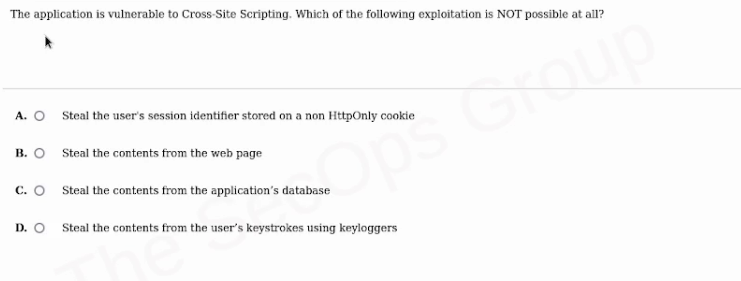 The application is vulnerable to Cross-Site Scripting. Which of the following exploitation is NOT possible at all?
A. Steal the user's session identifier stored on a non HttpOnly cookie
B. Steal the contents from the web page
C. Steal the contents from the application's database
D. Steal the contents from the user's keystrokes using keyloggers
The SecOps Group